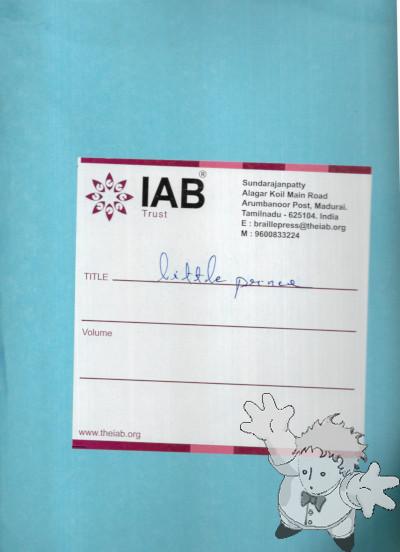 IAB®
Trust
Sundarajanpatty
Alagar Koil Main Road
Arumbanoor Post, Madurai.
Tamilnadu - 625104. India
E : braillepress@theiab.org
M : 9600833224
TITLE little prince
Volume
www.theiab.org